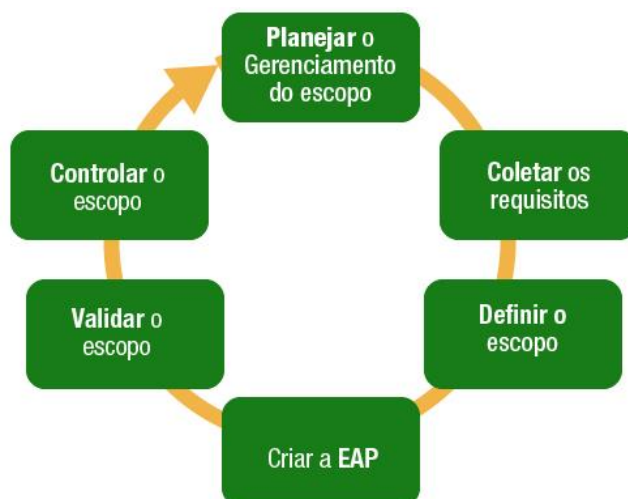 Planejar o
Gerenciamento
do escopo
Coletar os
requisitos
Definir o
escopo
Criar a EAP
Validar o
escopo
Controlar o
escopo